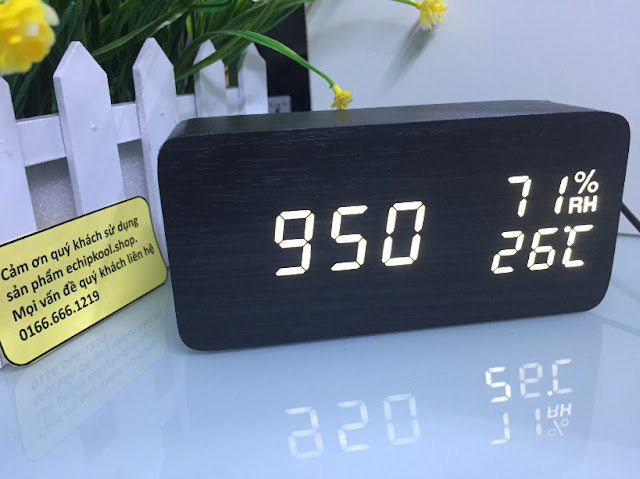 Cảm ơn quý khách sử dụng
sản phẩm echipkool.shop.
Mọi vấn đề quý khách liên hệ
0166.666.1219
950
71% RH
26°C